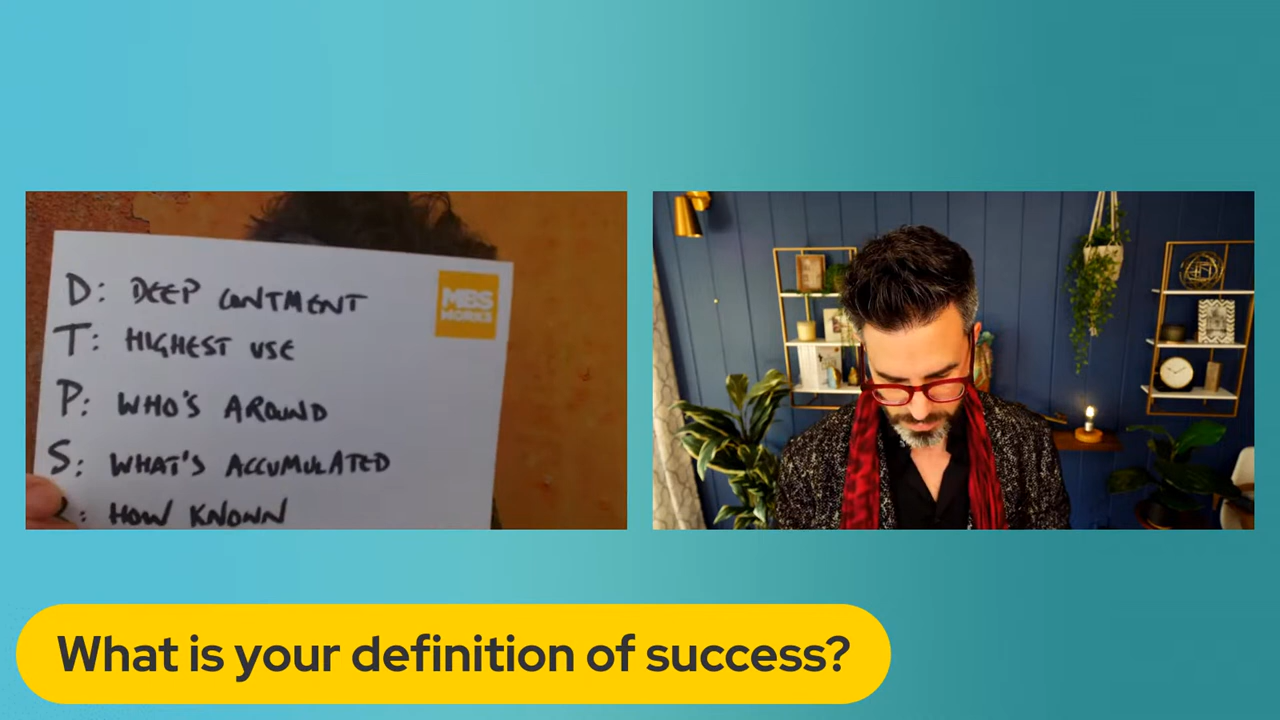 D: DEEP CONTMENT
T: HIGHEST USE
P: WHO'S AROUND
S: WHAT'S ACCUMULATED
: HOW KNOWN
MBS
WORKS
What is your definition of success?